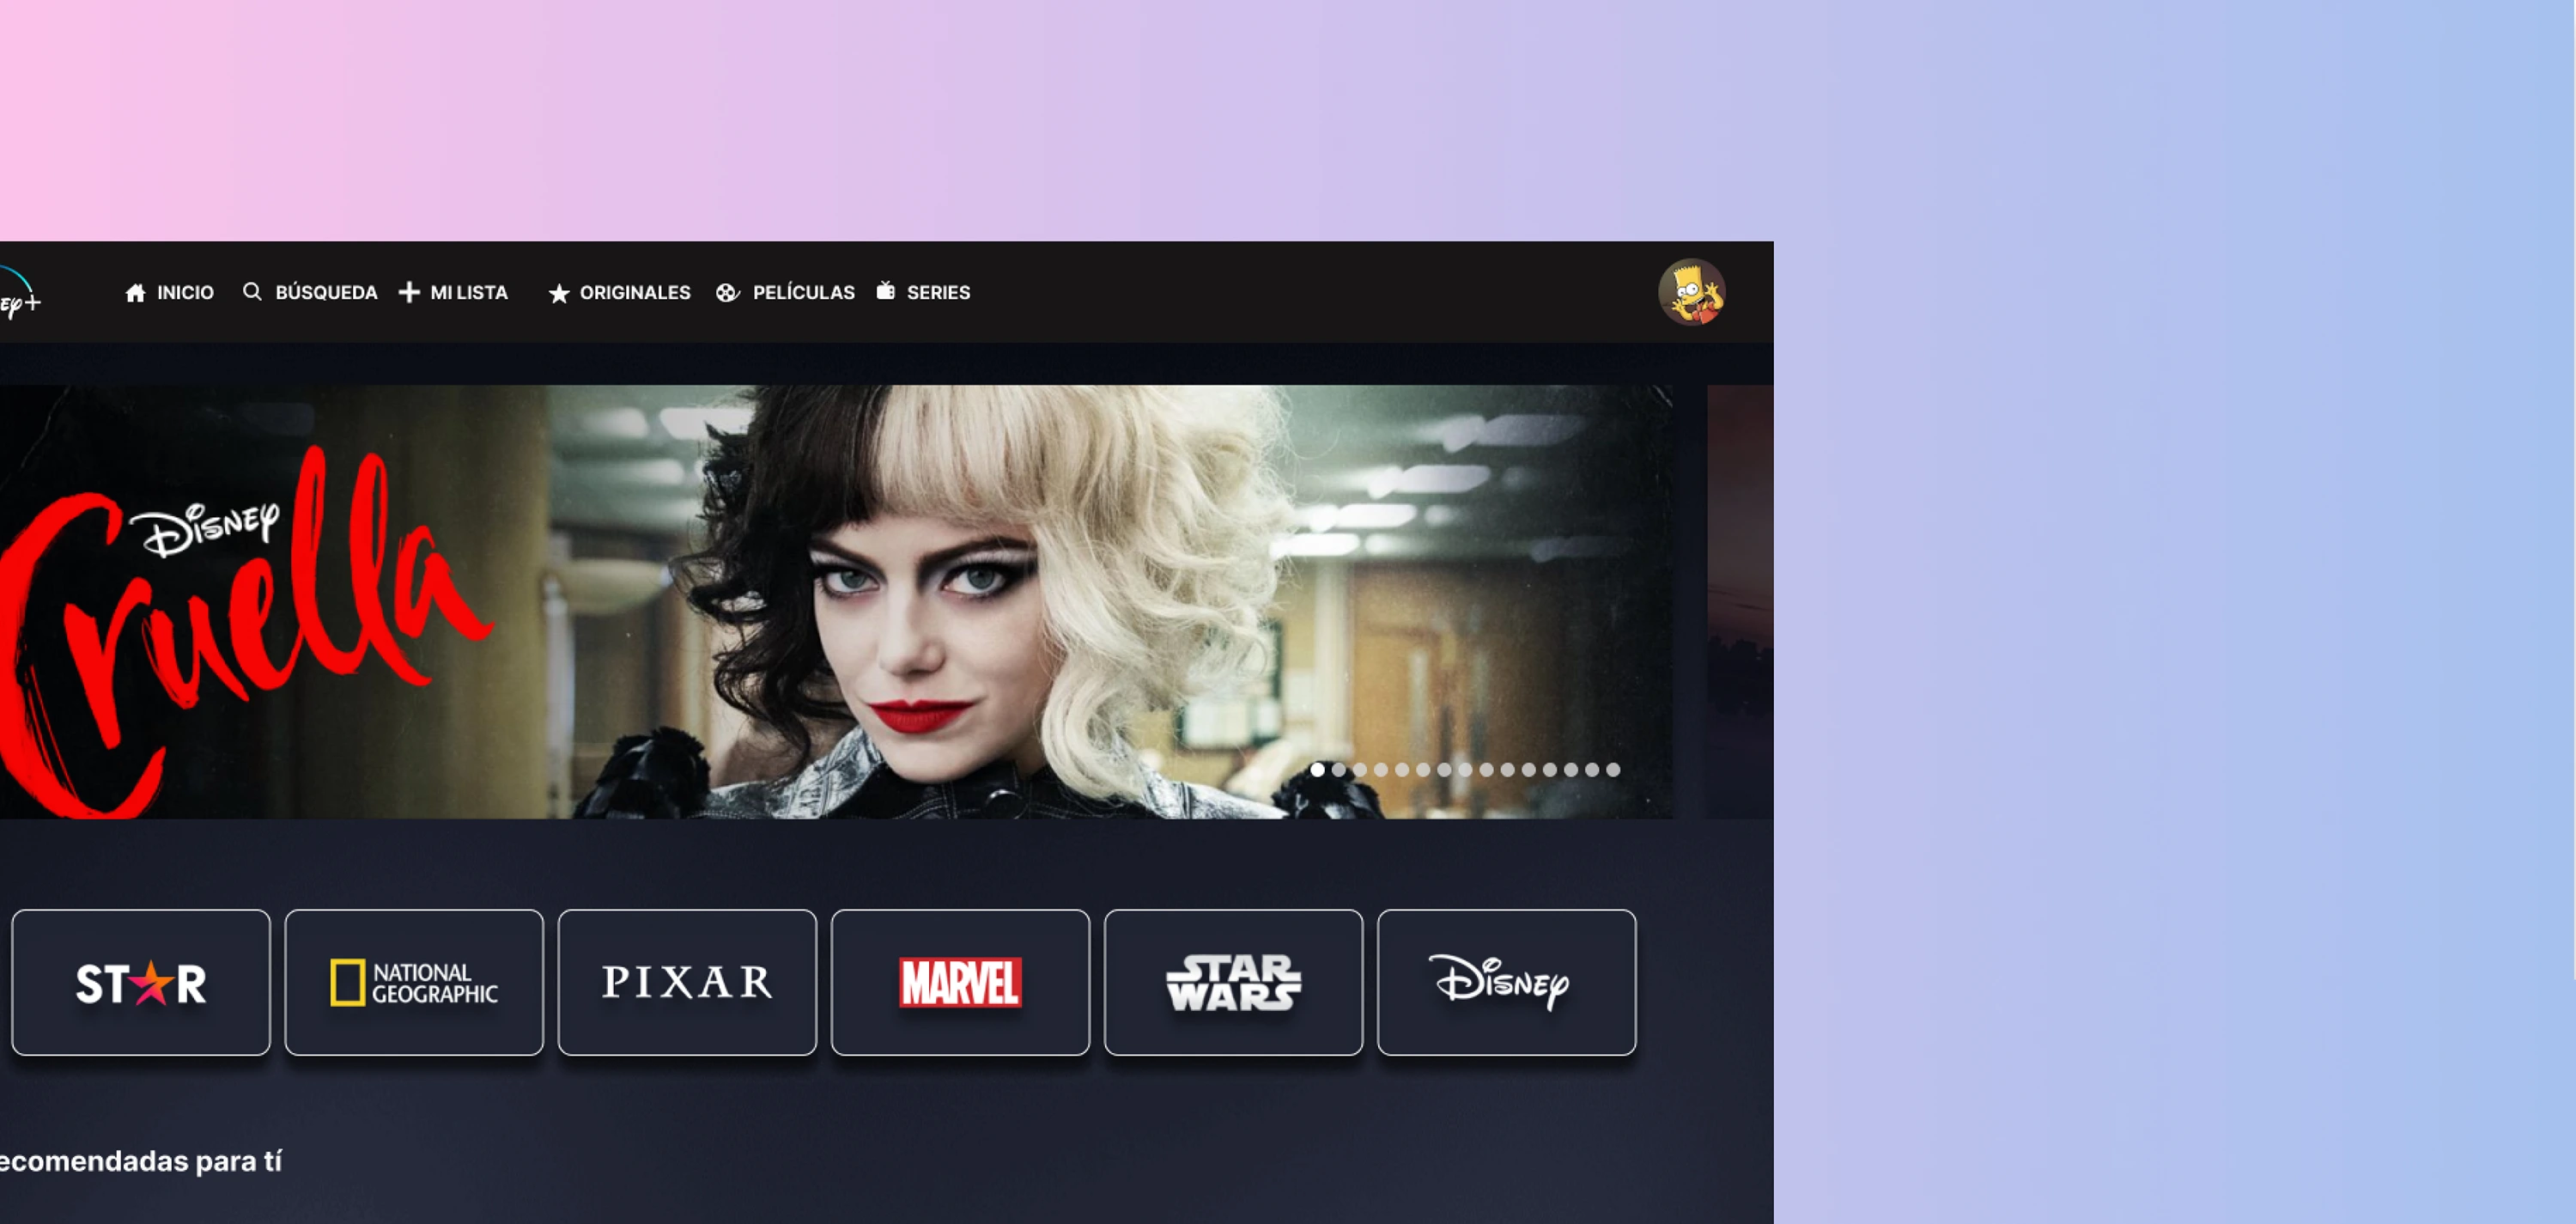 ey+
INICIO BÚSQUEDA MI LISTA ORIGINALES PELÍCULAS SERIES
Disney
Cruella
STAR
NATIONAL
GEOGRAPHIC
PIXAR
MARVEL
STAR
WARS
Disney
ecomendadas para tí